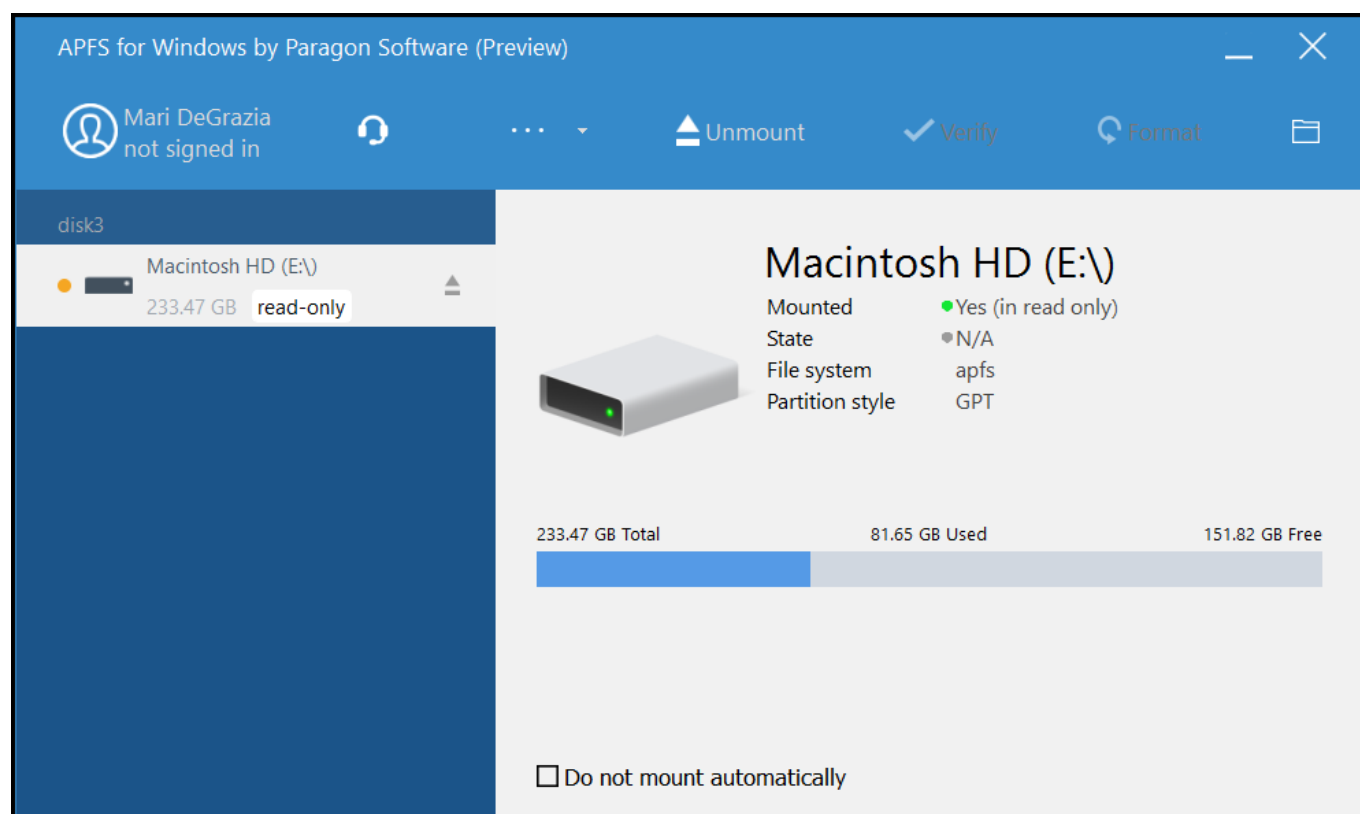 APFS for Windows by Paragon Software (Preview)
Mari DeGrazia
not signed in
Unmount
Verify
Format
disk3
Macintosh HD (E:\)
233.47 GB read-only
Macintosh HD (E:\)
Mounted Yes (in read only)
State N/A
File system apfs
Partition style GPT
233.47 GB Total 81.65 GB Used 151.82 GB Free
Do not mount automatically